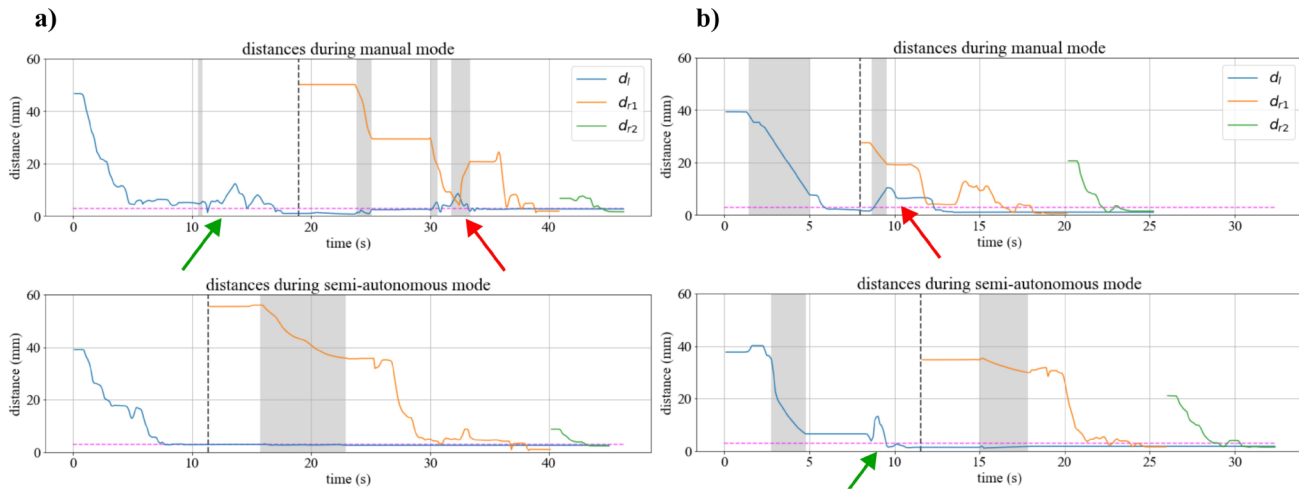 a)
distances during manual mode
60
40
20
0
distance (mm)
d_l
d_r1
d_r2
0 10 20 30 40
time (s)
distances during semi-autonomous mode
60
40
20
0
distance (mm)
0 10 20 30 40
time (s)
b)
distances during manual mode
60
40
20
0
distance (mm)
d_l
d_r1
d_r2
0 5 10 15 20 25 30
time (s)
distances during semi-autonomous mode
60
40
20
0
distance (mm)
0 5 10 15 20 25 30
time (s)